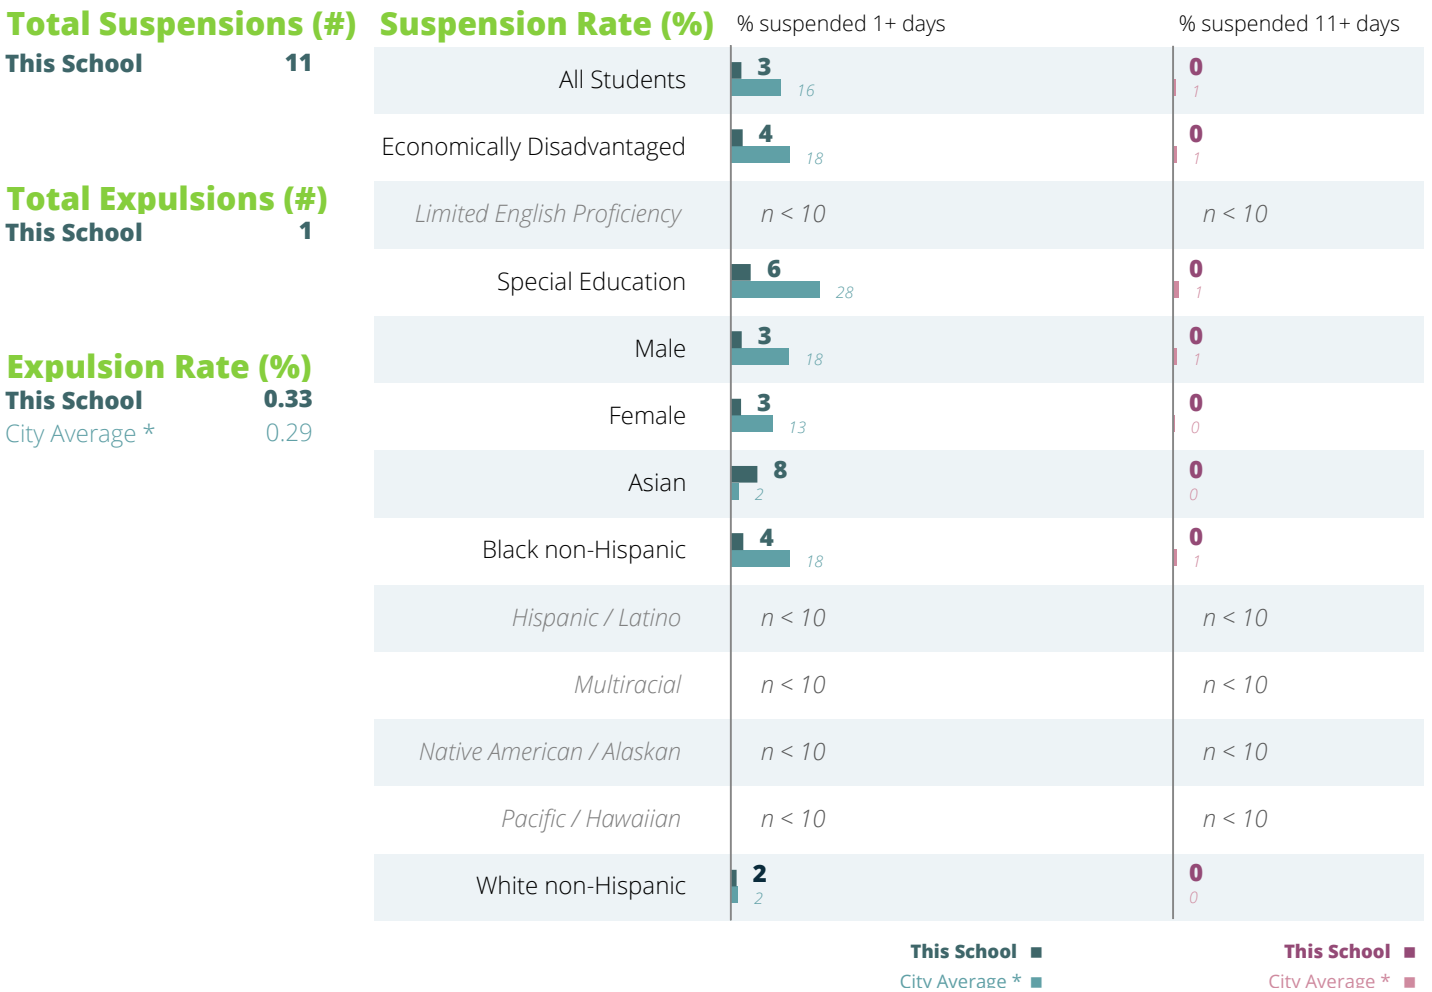 Total Suspensions (#)
This School 11
Total Expulsions (#)
This School 1
Expulsion Rate (%)
This School 0.33
City Average * 0.29
Suspension Rate (%) % suspended 1+ days % suspended 11+ days
All Students 3 0
16 1
Economically Disadvantaged 4 0
18 1
Limited English Proficiency n < 10 n < 10
Special Education 6 0
28 1
Male 3 0
18 1
Female 3 0
13 0
Asian 8 0
2 0
Black non-Hispanic 4 0
18 1
Hispanic / Latino n < 10 n < 10
Multiracial n < 10 n < 10
Native American / Alaskan n < 10 n < 10
Pacific / Hawaiian n < 10 n < 10
White non-Hispanic 2 0
2 0
This School This School
City Average * City Average *